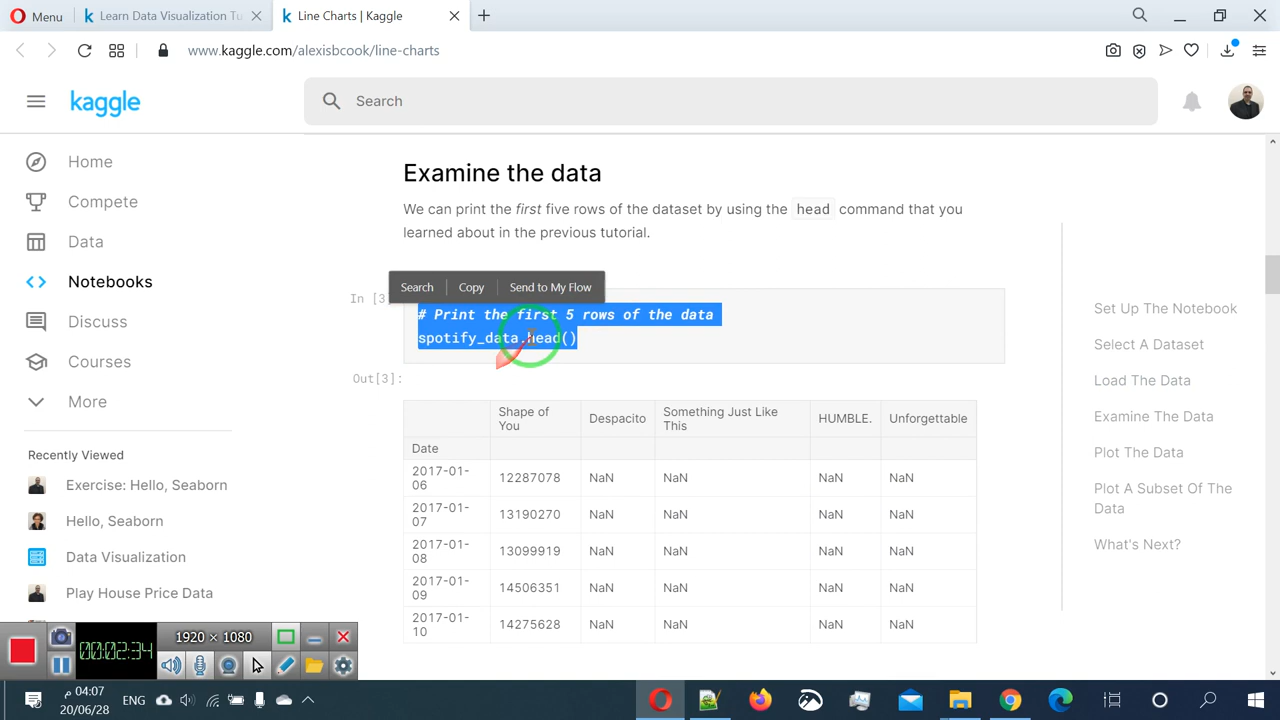 Menu
Learn Data Visualization Tu
Line Charts | Kaggle
www.kaggle.com/alexisbcook/line-charts
kaggle
Search
Home
Compete
Data
Notebooks
Discuss
Courses
More
Recently Viewed
Exercise: Hello, Seaborn
Hello, Seaborn
Data Visualization
Play House Price Data
Examine the data
We can print the first five rows of the dataset by using the head command that you
learned about in the previous tutorial.
Search Copy Send to My Flow
In [3
# Print the first 5 rows of the data
spotify_data.head()
Out[3]:
Shape of You Despacito Something Just Like This HUMBLE. Unforgettable
Date
2017-01-06 12287078 NaN NaN NaN NaN
2017-01-07 13190270 NaN NaN NaN NaN
2017-01-08 13099919 NaN NaN NaN NaN
2017-01-09 14506351 NaN NaN NaN NaN
2017-01-10 14275628 NaN NaN NaN NaN
Set Up The Notebook
Select A Dataset
Load The Data
Examine The Data
Plot The Data
Plot A Subset Of The
Data
What's Next?
1920 × 1080
00:02:34
04:07 م
20/06/28
ENG